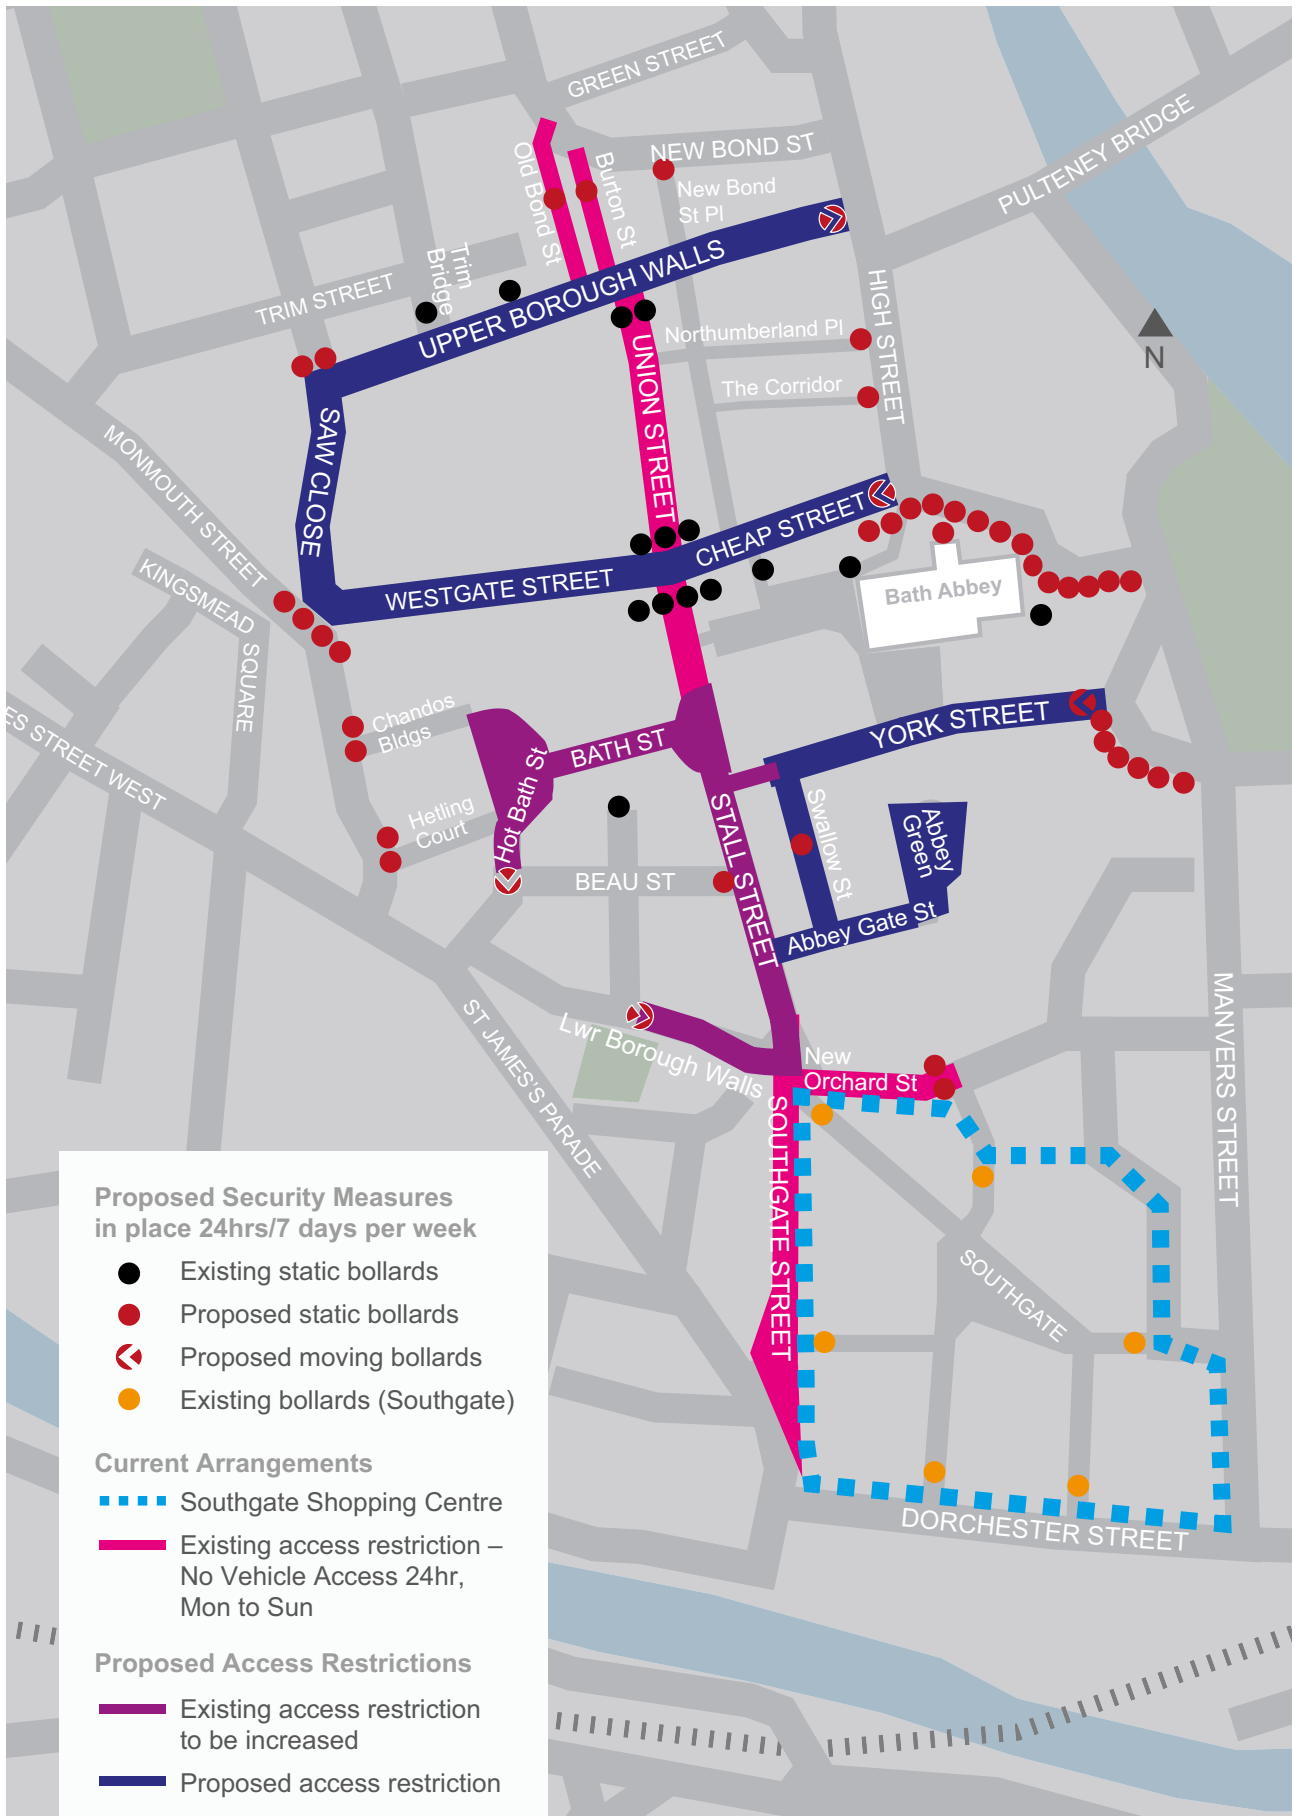 GREEN STREET
NEW BOND ST
PULTENEY BRIDGE
Old Bond St
Burton St
New Bond
St Pl
Trim
Bridge
TRIM STREET
UPPER BOROUGH WALLS
HIGH STREET
Northumberland Pl
The Corridor
N
UNION STREET
SAW CLOSE
MONMOUTH STREET
CHEAP STREET
WESTGATE STREET
Bath Abbey
KINGSMEAD
SQUARE
ES STREET WEST
Chandos
Bldgs
BATH ST
Hot Bath St
YORK STREET
Hetling
Court
STALL STREET
Swallow St
Abbey
Green
BEAU ST
Abbey Gate St
MANVERS STREET
ST JAMES'S PARADE
Lwr Borough Walls
New
Orchard St
SOUTHGATE STREET
SOUTHGATE
DORCHESTER STREET
Proposed Security Measures
in place 24hrs/7 days per week
Existing static bollards
Proposed static bollards
Proposed moving bollards
Existing bollards (Southgate)
Current Arrangements
Southgate Shopping Centre
Existing access restriction –
No Vehicle Access 24hr,
Mon to Sun
Proposed Access Restrictions
Existing access restriction
to be increased
Proposed access restriction